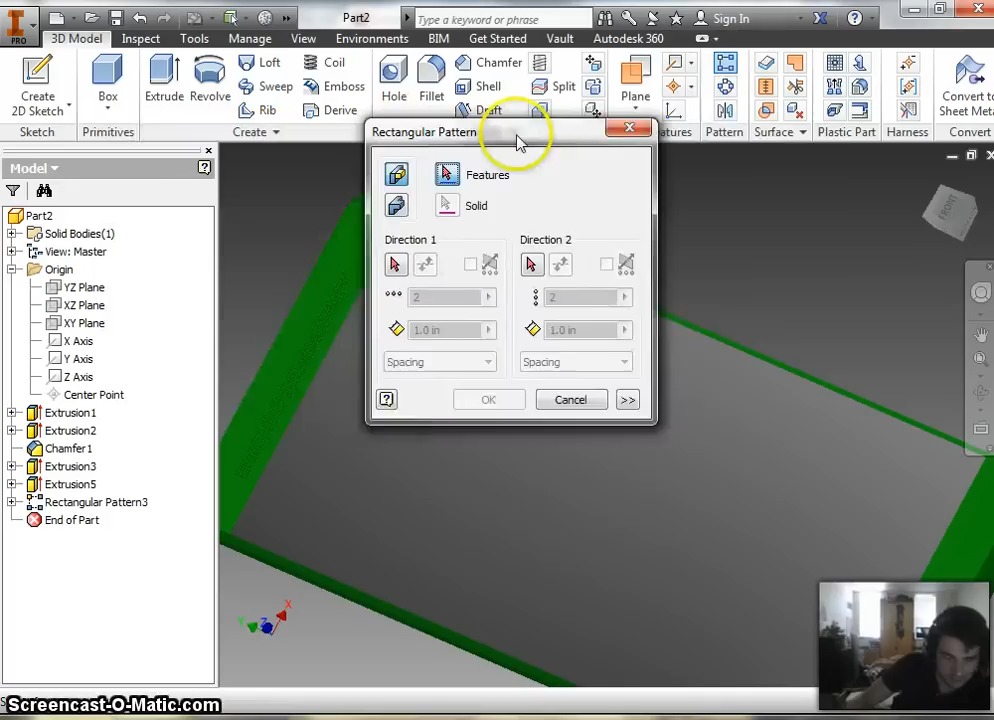 PRO
Part2
Type a keyword or phrase
Sign In
3D Model
Inspect
Tools
Manage
View
Environments
BIM
Get Started
Vault
Autodesk 360
Create
2D Sketch
Box
Extrude
Revolve
Loft
Coil
Sweep
Emboss
Rib
Derive
Hole
Fillet
Chamfer
Shell
Split
Draft
Plane
Convert to
Sheet Me
Sketch
Primitives
Create
atures
Pattern
Surface
Plastic Part
Harness
Convert
Model
Part2
Solid Bodies(1)
View: Master
Origin
YZ Plane
XZ Plane
XY Plane
X Axis
Y Axis
Z Axis
Center Point
Extrusion1
Extrusion2
Chamfer1
Extrusion3
Extrusion5
Rectangular Pattern3
End of Part
Rectangular Pattern
Features
Solid
Direction 1
Direction 2
2
2
1.0 in
1.0 in
Spacing
Spacing
OK
Cancel
>>
FRONT
X
Y
Z
Screencast-O-Matic.com